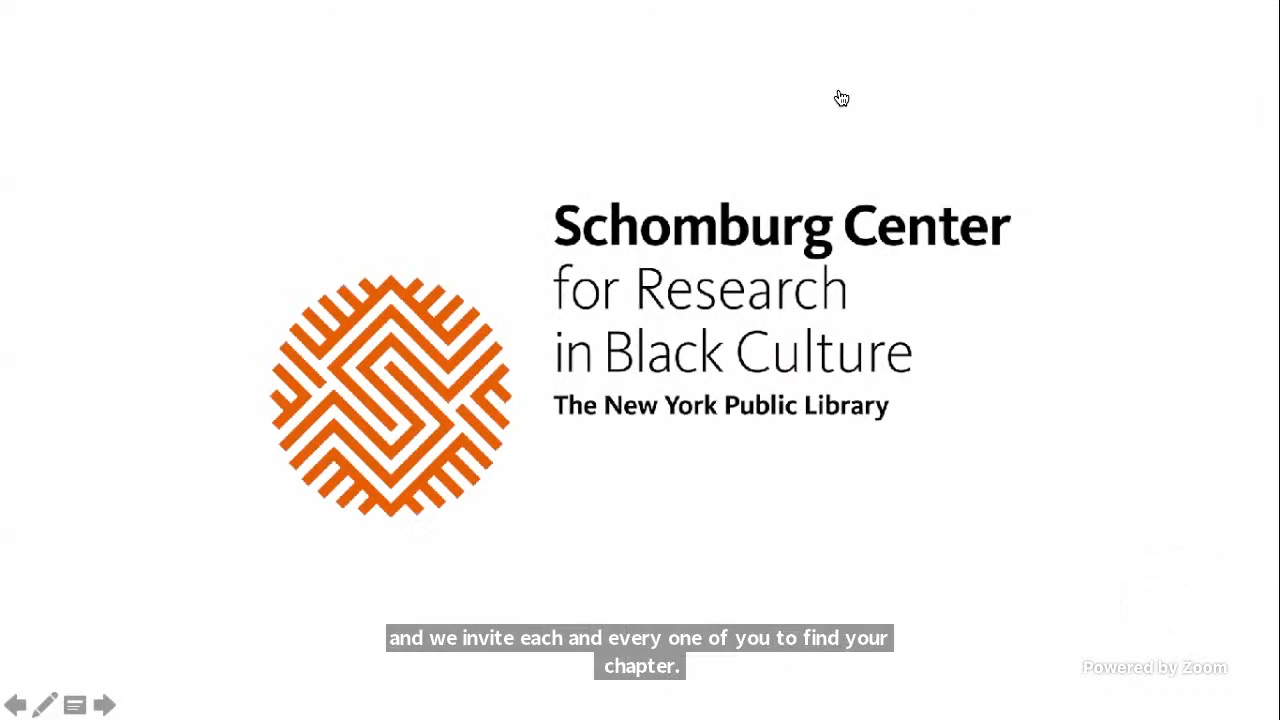 Schomburg Center
for Research
in Black Culture
The New York Public Library
and we invite each and every one of you to find your
chapter.
Powered by Zoom